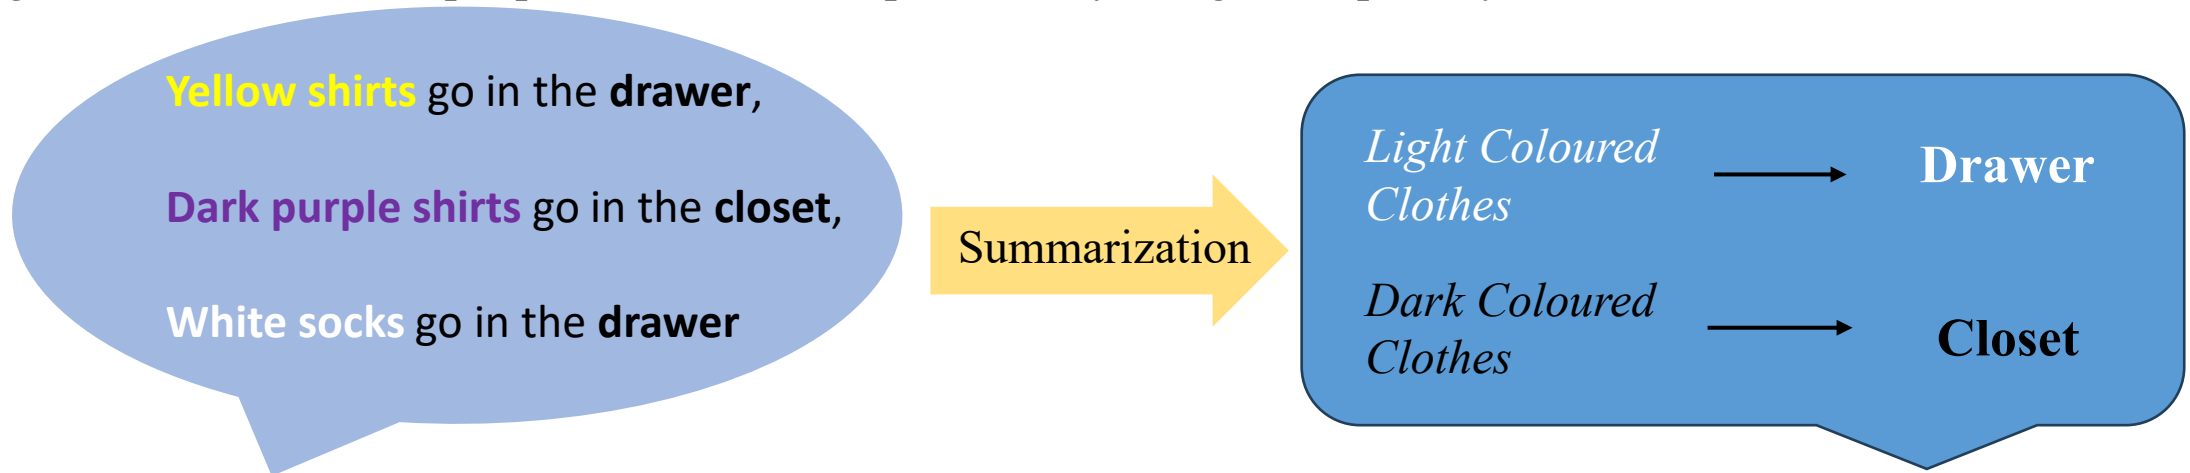 Yellow shirts go in the drawer,
Dark purple shirts go in the closet,
White socks go in the drawer
Summarization
Light Coloured
Clothes
Drawer
Dark Coloured
Clothes
Closet